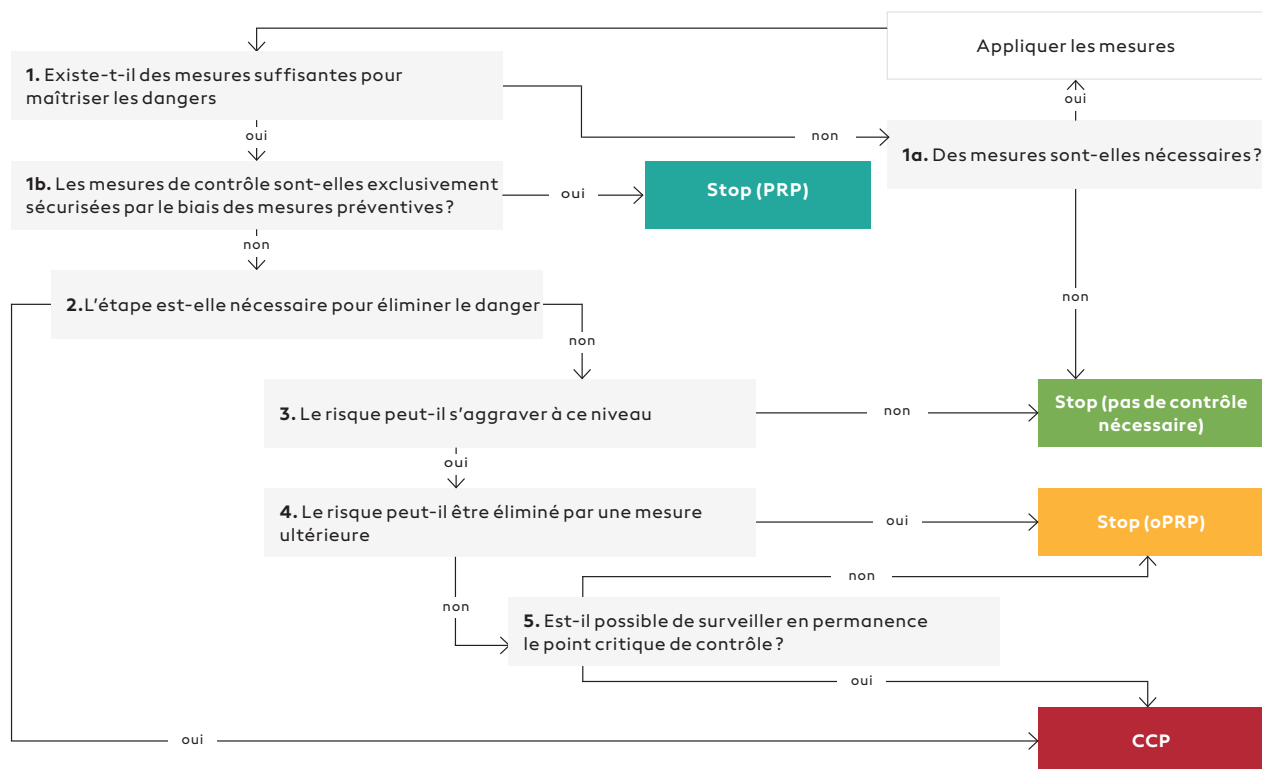 Appliquer les mesures
1. Existe-t-il des mesures suffisantes pour
maîtriser les dangers
oui
oui
non
1a. Des mesures sont-elles nécessaires ?
1b. Les mesures de contrôle sont-elles exclusivement
sécurisées par le biais des mesures préventives ?
oui
Stop (PRP)
non
2.L'étape est-elle nécessaire pour éliminer le danger
non
non
3. Le risque peut-il s'aggraver à ce niveau
non
Stop (pas de contrôle
nécessaire)
oui
4. Le risque peut-il être éliminé par une mesure
ultérieure
oui
Stop (oPRP)
non
non
5. Est-il possible de surveiller en permanence
le point critique de contrôle ?
oui
oui
CCP